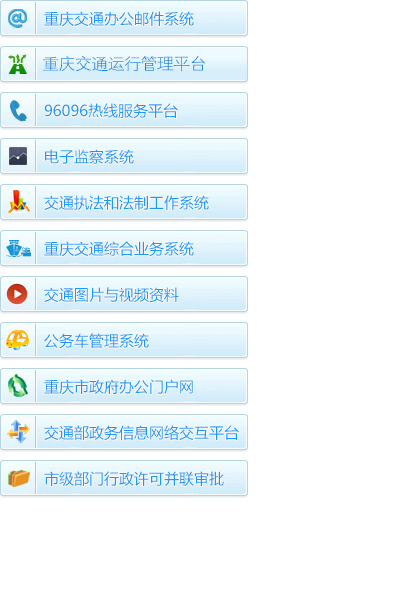 重庆交通办公邮件系统
重庆交通运行管理平台
96096热线服务平台
电子监察系统
交通执法和法制工作系统
重庆交通综合业务系统
交通图片与视频资料
公务车管理系统
重庆市政府办公门户网
交通部政务信息网络交互平台
市级部门行政许可并联审批